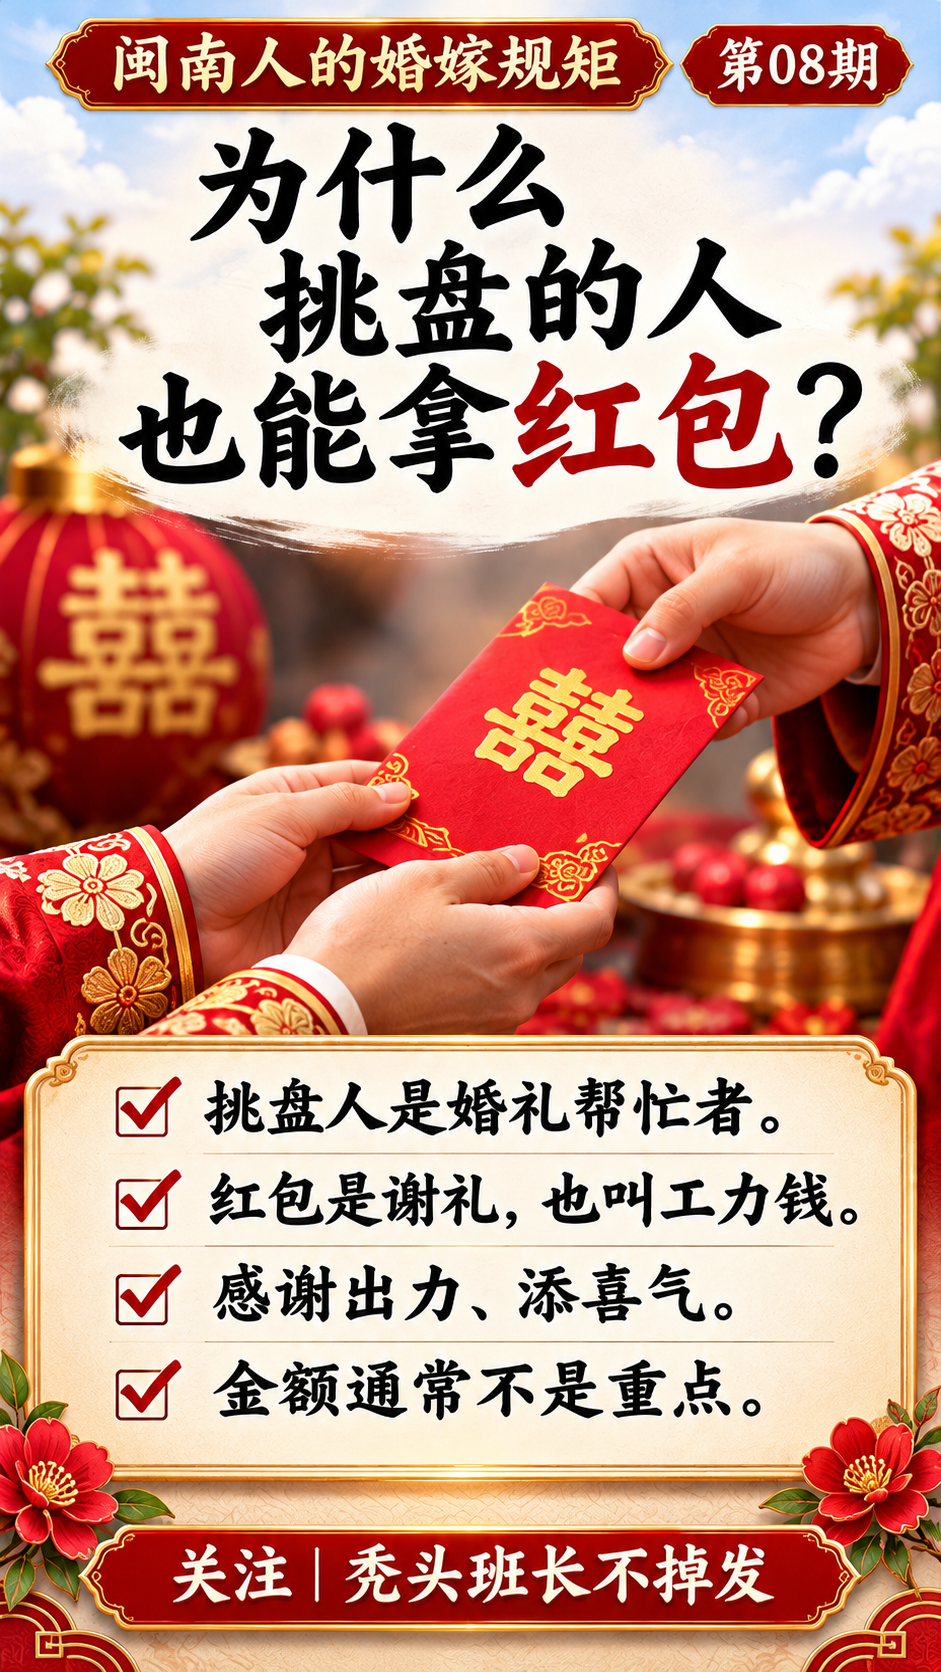 闽南人的婚嫁规矩
第08期
为什么
挑盘的人
也能拿红包？
囍
囍
挑盘人是婚礼帮忙者。
红包是谢礼，也叫工力钱。
感谢出力、添喜气。
金额通常不是重点。
关注｜秃头班长不掉发